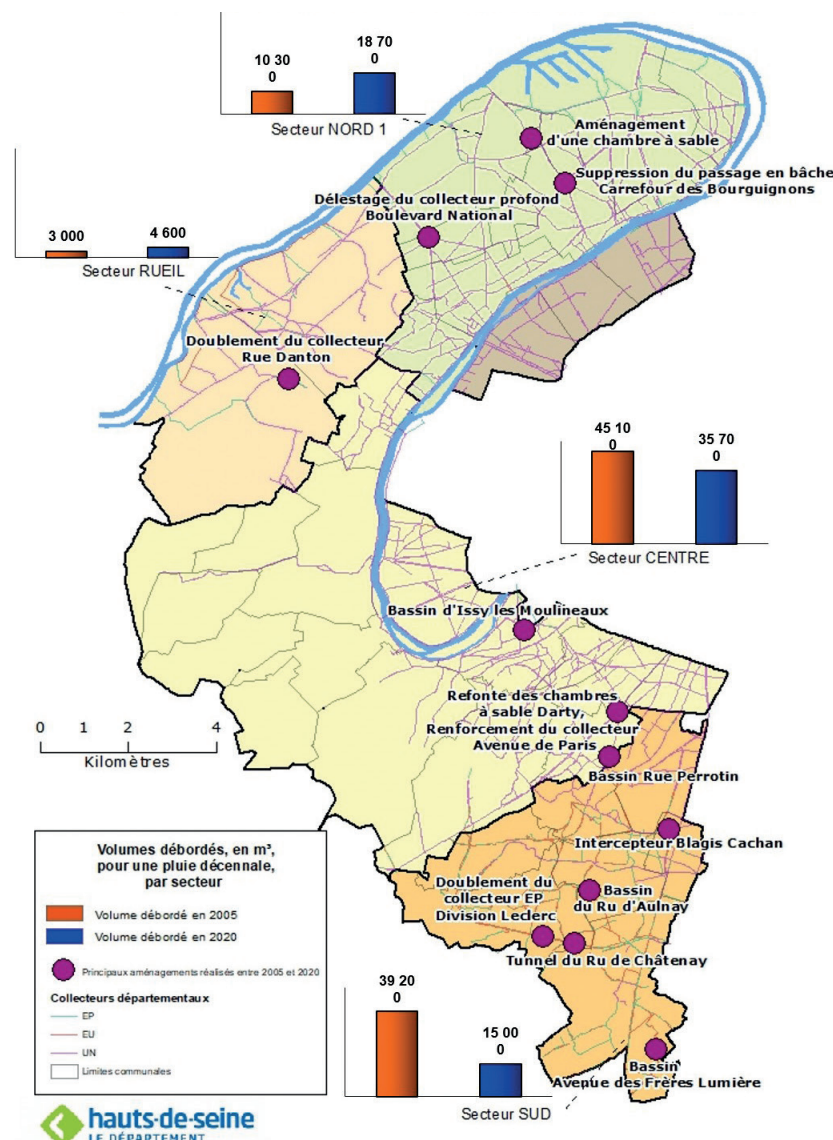 18 70
0
10 30
0
Secteur NORD 1
Aménagement
d'une chambre à sable
Suppression du passage en bâche
Carrefour des Bourguignons
Délestage du collecteur profond
Boulevard National
3 000
4 600
Secteur RUEIL
Doublement du collecteur
Rue Danton
45 10
0
35 70
0
Secteur CENTRE
Bassin d'Issy les Moulineaux
Refonte des chambres
à sable Darty,
Renforcement du collecteur
Avenue de Paris
0 1 2 4
Kilomètres
Bassin Rue Perrotin
Intercepteur Blagis Cachan
Doublement du
collecteur EP
Division Leclerc
Bassin
du Ru d'Aulnay
Tunnel du Ru de Châtenay
39 20
0
15 00
0
Secteur SUD
Bassin
Avenue des Frères Lumière
Volumes débordés, en m³,
pour une pluie décennale,
par secteur
Volume débordé en 2005
Volume débordé en 2020
Principaux aménagements réalisés entre 2005 et 2020
Collecteurs départementaux
EP
EU
UN
Limites communales
hauts-de-seine
LE DÉPARTEMENT